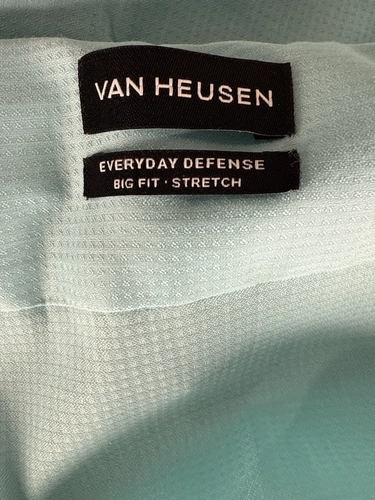 VAN HEUSEN
EVERYDAY DEFENSE
BIG FIT · STRETCH